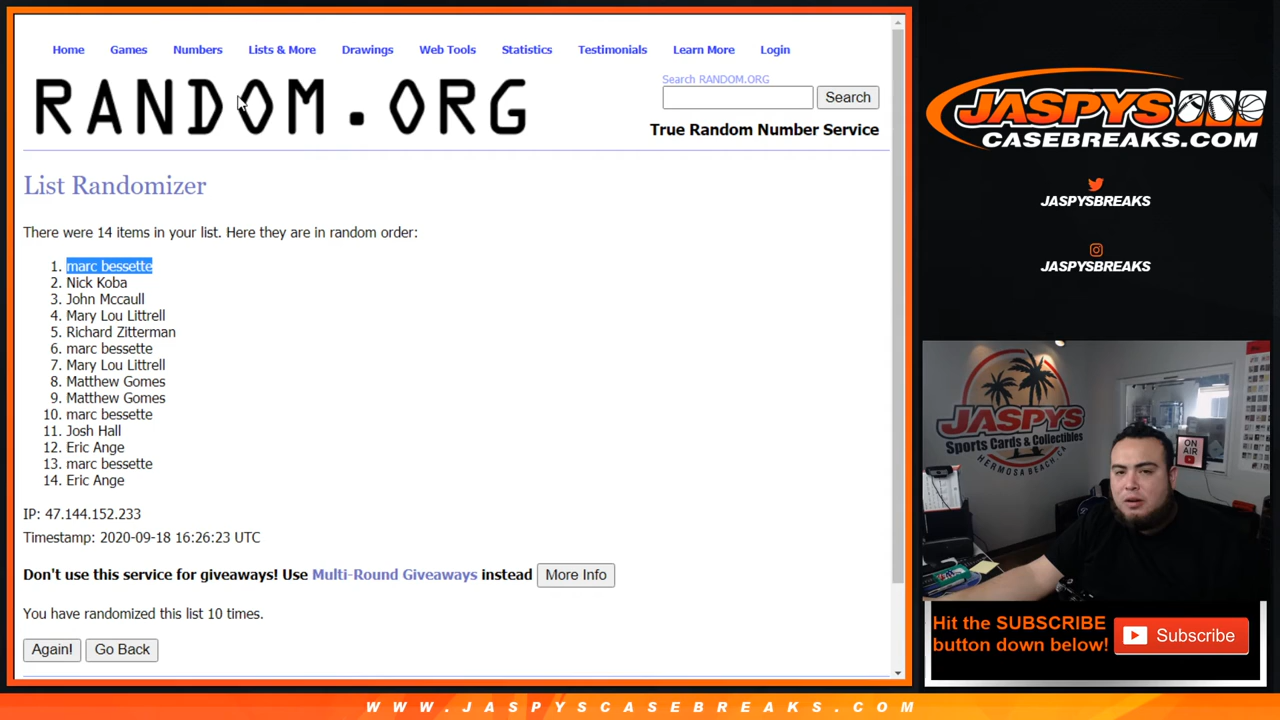 Home Games Numbers Lists & More Drawings Web Tools Statistics Testimonials Learn More Login
RANDOM.ORG
Search RANDOM.ORG
Search
True Random Number Service
List Randomizer
There were 14 items in your list. Here they are in random order:
1. marc bessette
2. Nick Koba
3. John Mccaull
4. Mary Lou Littrell
5. Richard Zitterman
6. marc bessette
7. Mary Lou Littrell
8. Matthew Gomes
9. Matthew Gomes
10. marc bessette
11. Josh Hall
12. Eric Ange
13. marc bessette
14. Eric Ange
IP: 47.144.152.233
Timestamp: 2020-09-18 16:26:23 UTC
Don't use this service for giveaways! Use Multi-Round Giveaways instead More Info
You have randomized this list 10 times.
Again! Go Back
JASPYS
CASEBREAKS.COM
JASPYSBREAKS
JASPYSBREAKS
JASPYS
Sports Cards & Collectibles
HERMOSA BEACH, CA
ON
AIR
Hit the SUBSCRIBE
button down below!
Subscribe
WWW.JASPYSCASEBREAKS.COM